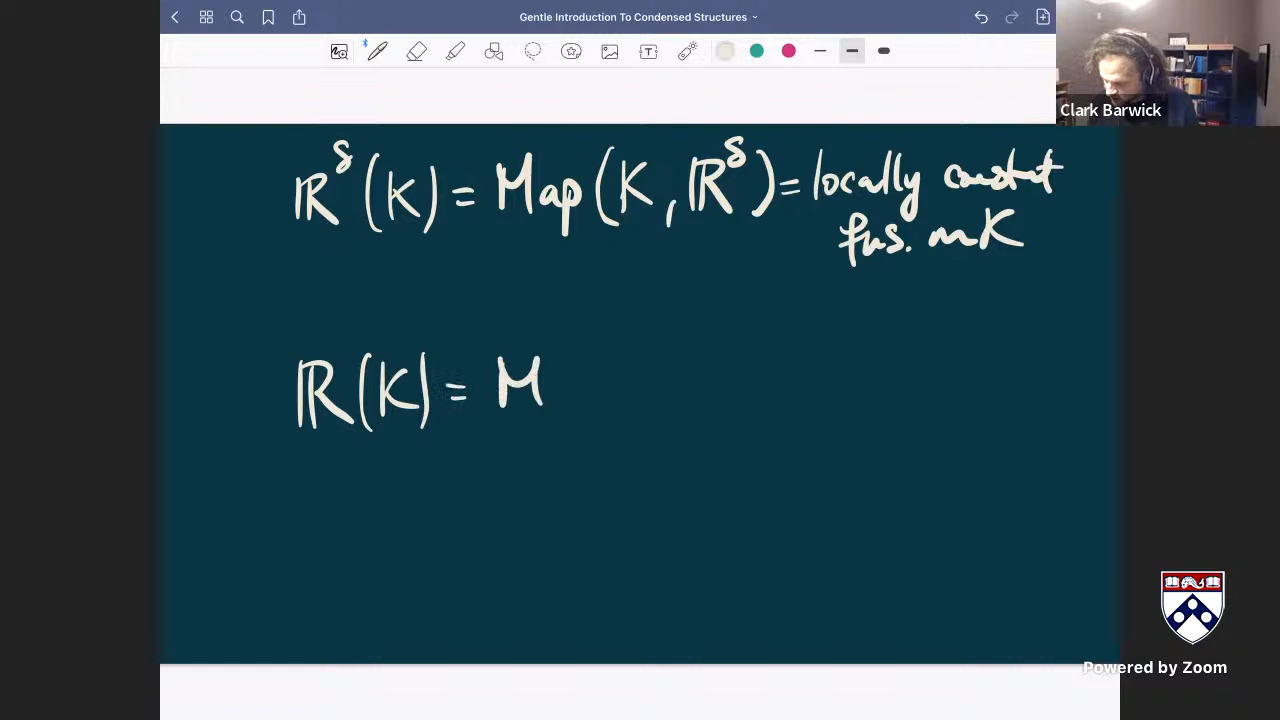 Gentle Introduction To Condensed Structures
Clark Barwick
ℝ^δ(K) = Map(K, ℝ^δ) = locally constant
fns. on K
ℝ(K) = M
Powered by Zoom